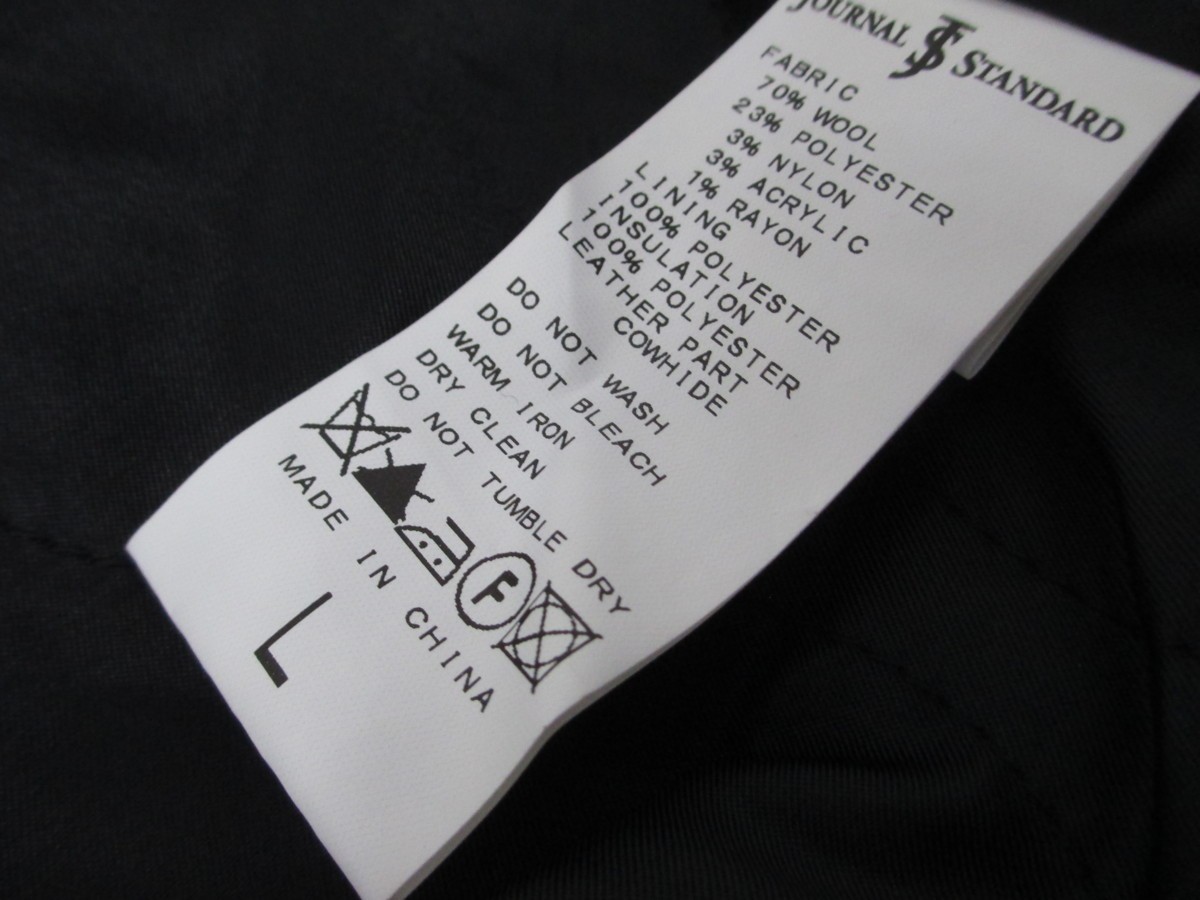 JOURNAL JS STANDARD
FABRIC
70% WOOL
23% POLYESTER
3% NYLON
3% ACRYLIC
1% RAYON
LINING
100% POLYESTER
INSULATION
100% POLYESTER
LEATHER PART
COWHIDE
DO NOT WASH
DO NOT BLEACH
WARM IRON
DRY CLEAN
DO NOT TUMBLE DRY
F
MADE IN CHINA
L